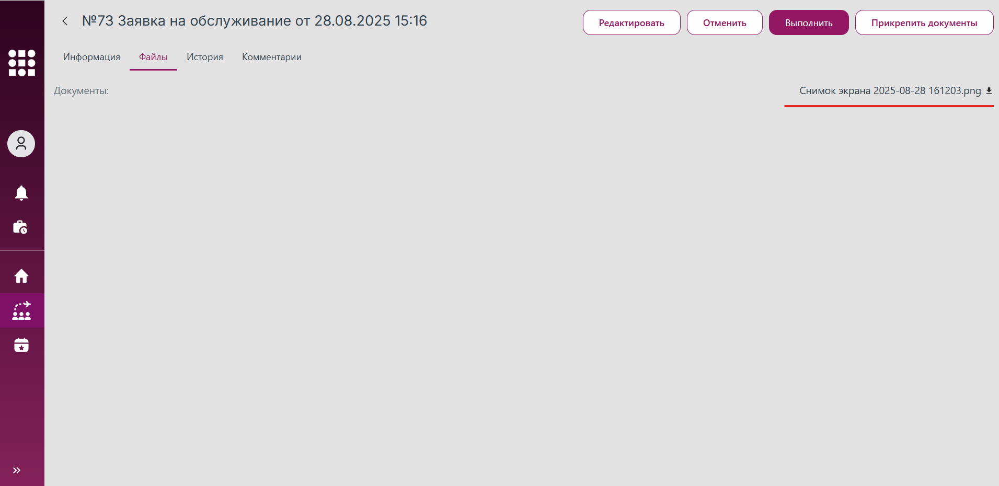 №73 Заявка на обслуживание от 28.08.2025 15:16
Редактировать
Отменить
Выполнить
Прикрепить документы
Информация
Файлы
История
Комментарии
Документы:
Снимок экрана 2025-08-28 161203.png